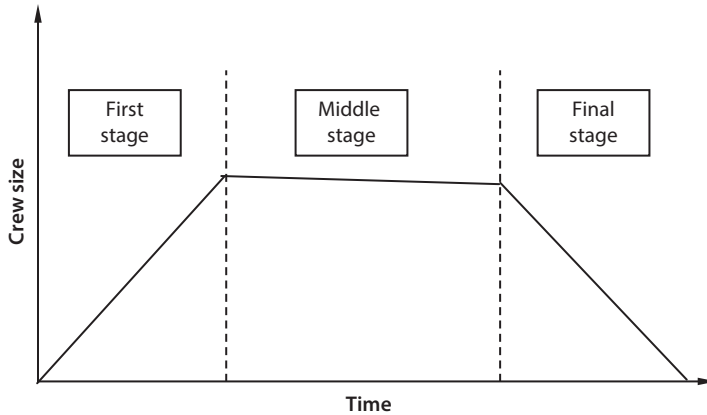 First
stage
Middle
stage
Final
stage
Crew size
Time